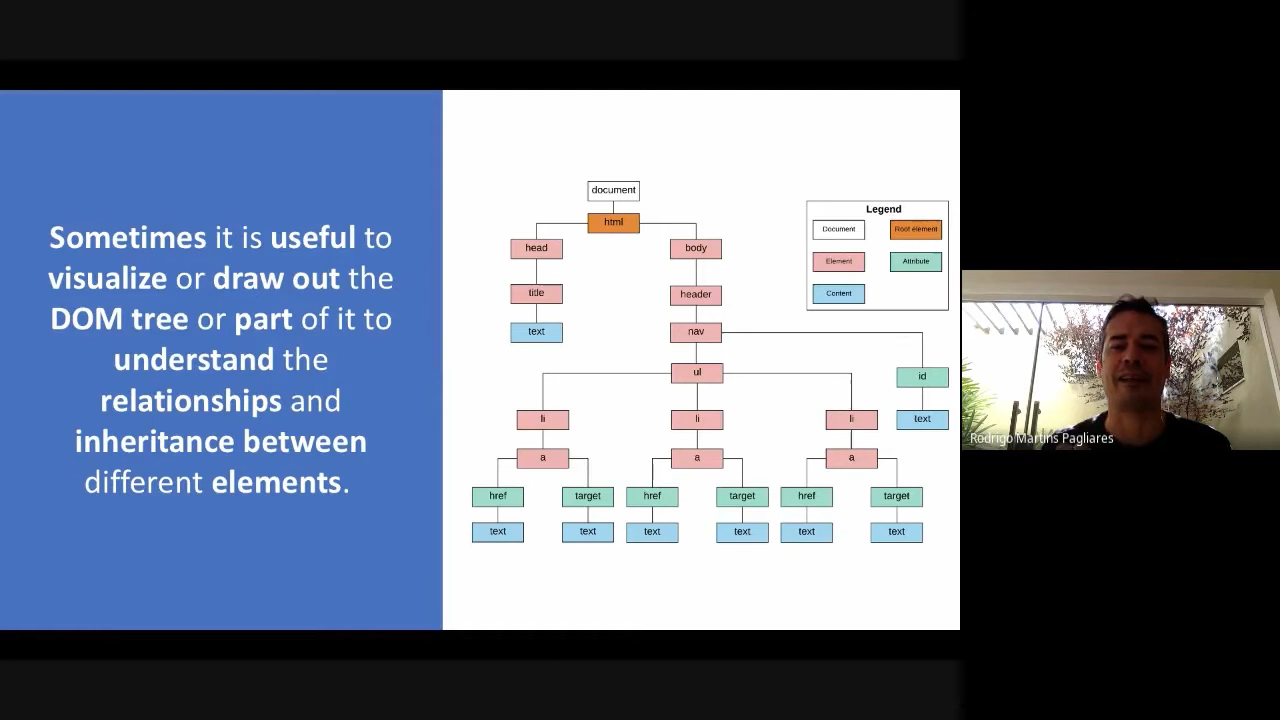 Sometimes it is useful to
visualize or draw out the
DOM tree or part of it to
understand the
relationships and
inheritance between
different elements.
document
html
head
body
title
header
text
nav
ul
id
li
li
li
text
a
a
a
href
target
href
target
href
target
text
text
text
text
text
text
Legend
Document
Root element
Element
Attribute
Content
Rodrigo Martins Pagliares